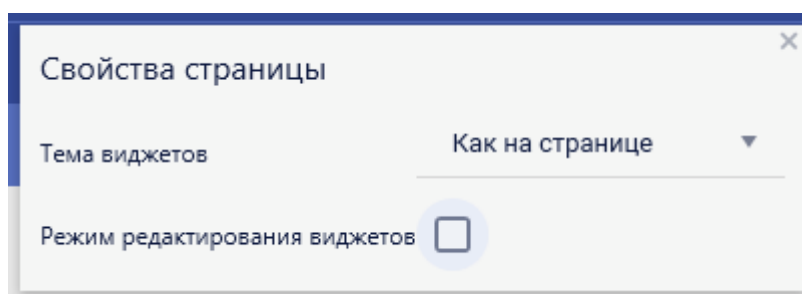 Свойства страницы
Тема виджетов Как на странице
Режим редактирования виджетов